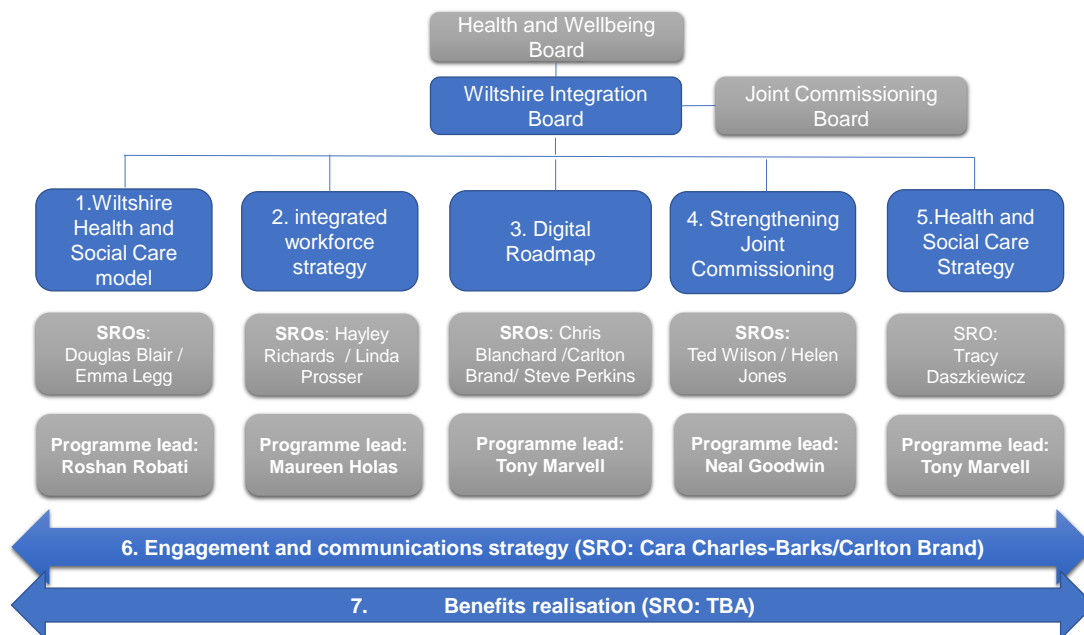 Health and Wellbeing
Board
Wiltshire Integration
Board
Joint Commissioning
Board
1.Wiltshire
Health and
Social Care
model
2. integrated
workforce
strategy
3. Digital
Roadmap
4. Strengthening
Joint
Commissioning
5.Health and
Social Care
Strategy
SROs:
Douglas Blair /
Emma Legg
SROs: Hayley
Richards / Linda
Prosser
SROs: Chris
Blanchard /Carlton
Brand/ Steve Perkins
SROs:
Ted Wilson / Helen
Jones
SRO:
Tracy
Daszkiewicz
Programme lead:
Roshan Robati
Programme lead:
Maureen Holas
Programme lead:
Tony Marvell
Programme lead:
Neal Goodwin
Programme lead:
Tony Marvell
6. Engagement and communications strategy (SRO: Cara Charles-Barks/Carlton Brand)
7. Benefits realisation (SRO: TBA)